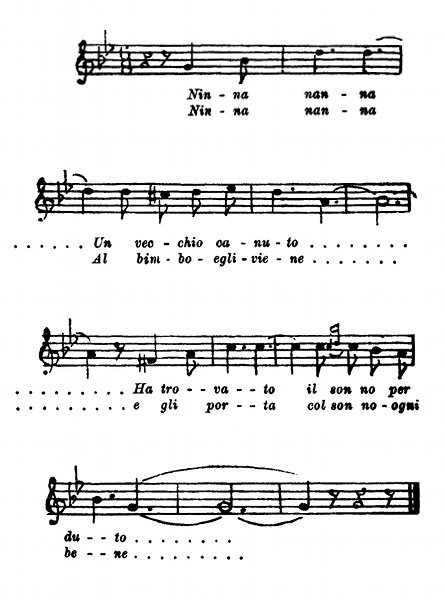 Nin - na nan - na
Nin - na nan - na
. . . . . . Un vec - chio ca - nu - to . . . . . . . .
Al bim - bo - egli - vie - ne . . . . . . . .
. . . . . . . . . Ha tro - - va - to il son no per
. . . . . . . . . e gli por - - ta col son no - ogni
du - - to . . . . . . . .
be - - ne . . . . . . . . .